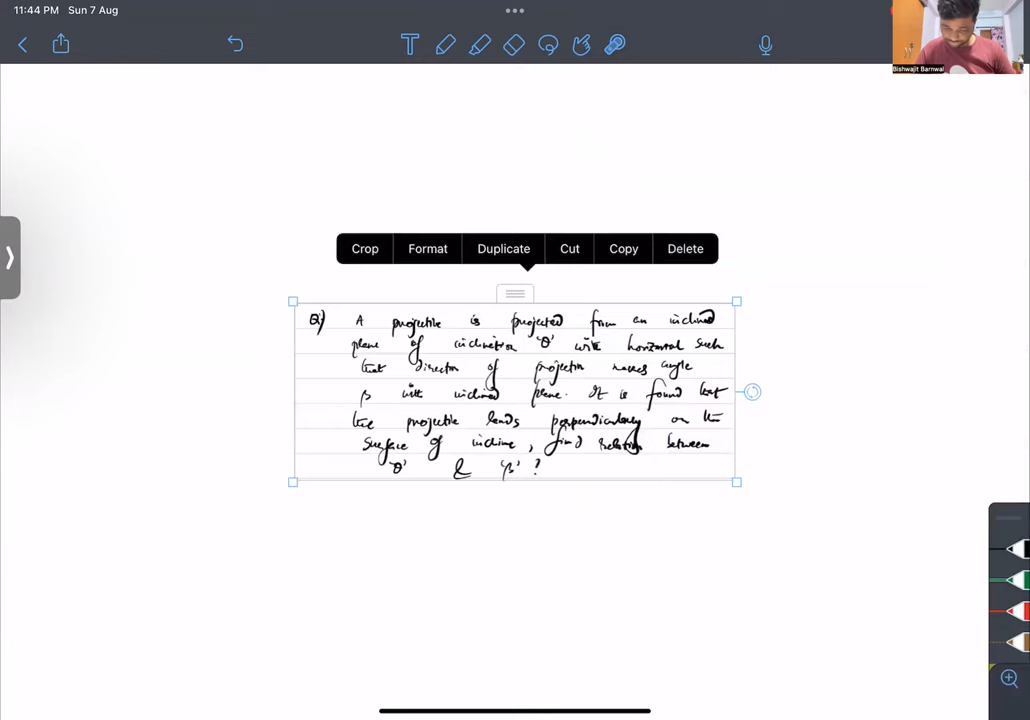 11:44 PM Sun 7 Aug
Bishwajit Barnwal
Crop Format Duplicate Cut Copy Delete
Q) A projectile is projected from an inclined
plane of inclination 'θ' with horizontal such
that direction of projection makes angle
β with inclined plane. It is found that
the projectile lands perpendicularly on the
surface of incline, find relation between
'θ' & 'β' ?